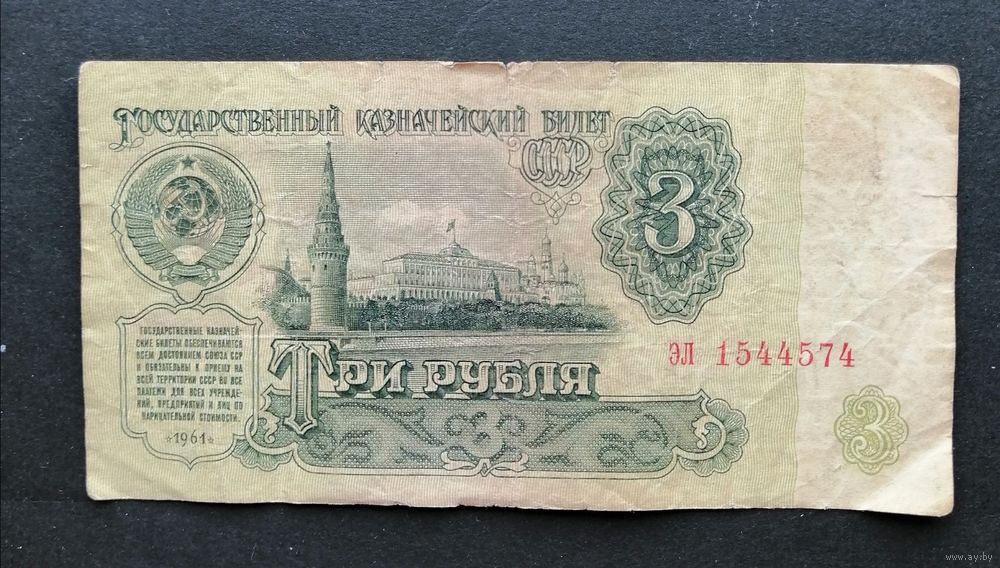 Государственный казначейский билет
СССР
3
Государственные казначей-
ские билеты обеспечиваются
всем достоянием Союза ССР
и обязательны к приему на
всей территории СССР во все
платежи для всех учрежде-
ний, предприятий и лиц по
нарицательной стоимости.
*1961*
Три рубля
эл 1544574
3
3
www.ay.by